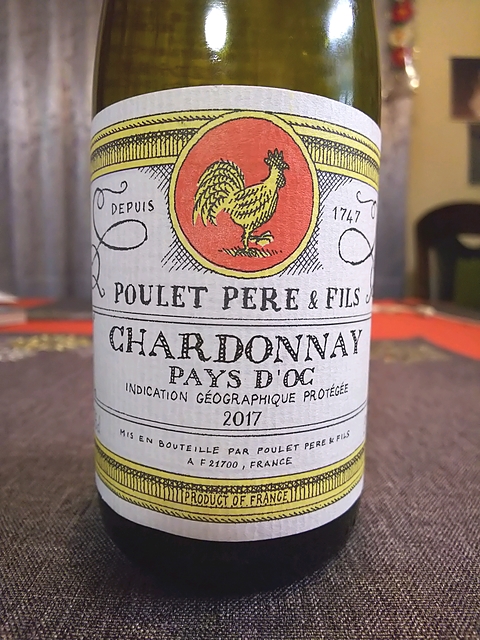 DEPUIS 1747
POULET PERE & FILS
CHARDONNAY
PAYS D'OC
INDICATION GÉOGRAPHIQUE PROTÉGÉE
2017
MIS EN BOUTEILLE PAR POULET PERE & FILS
A F 21700, FRANCE
PRODUCT OF FRANCE